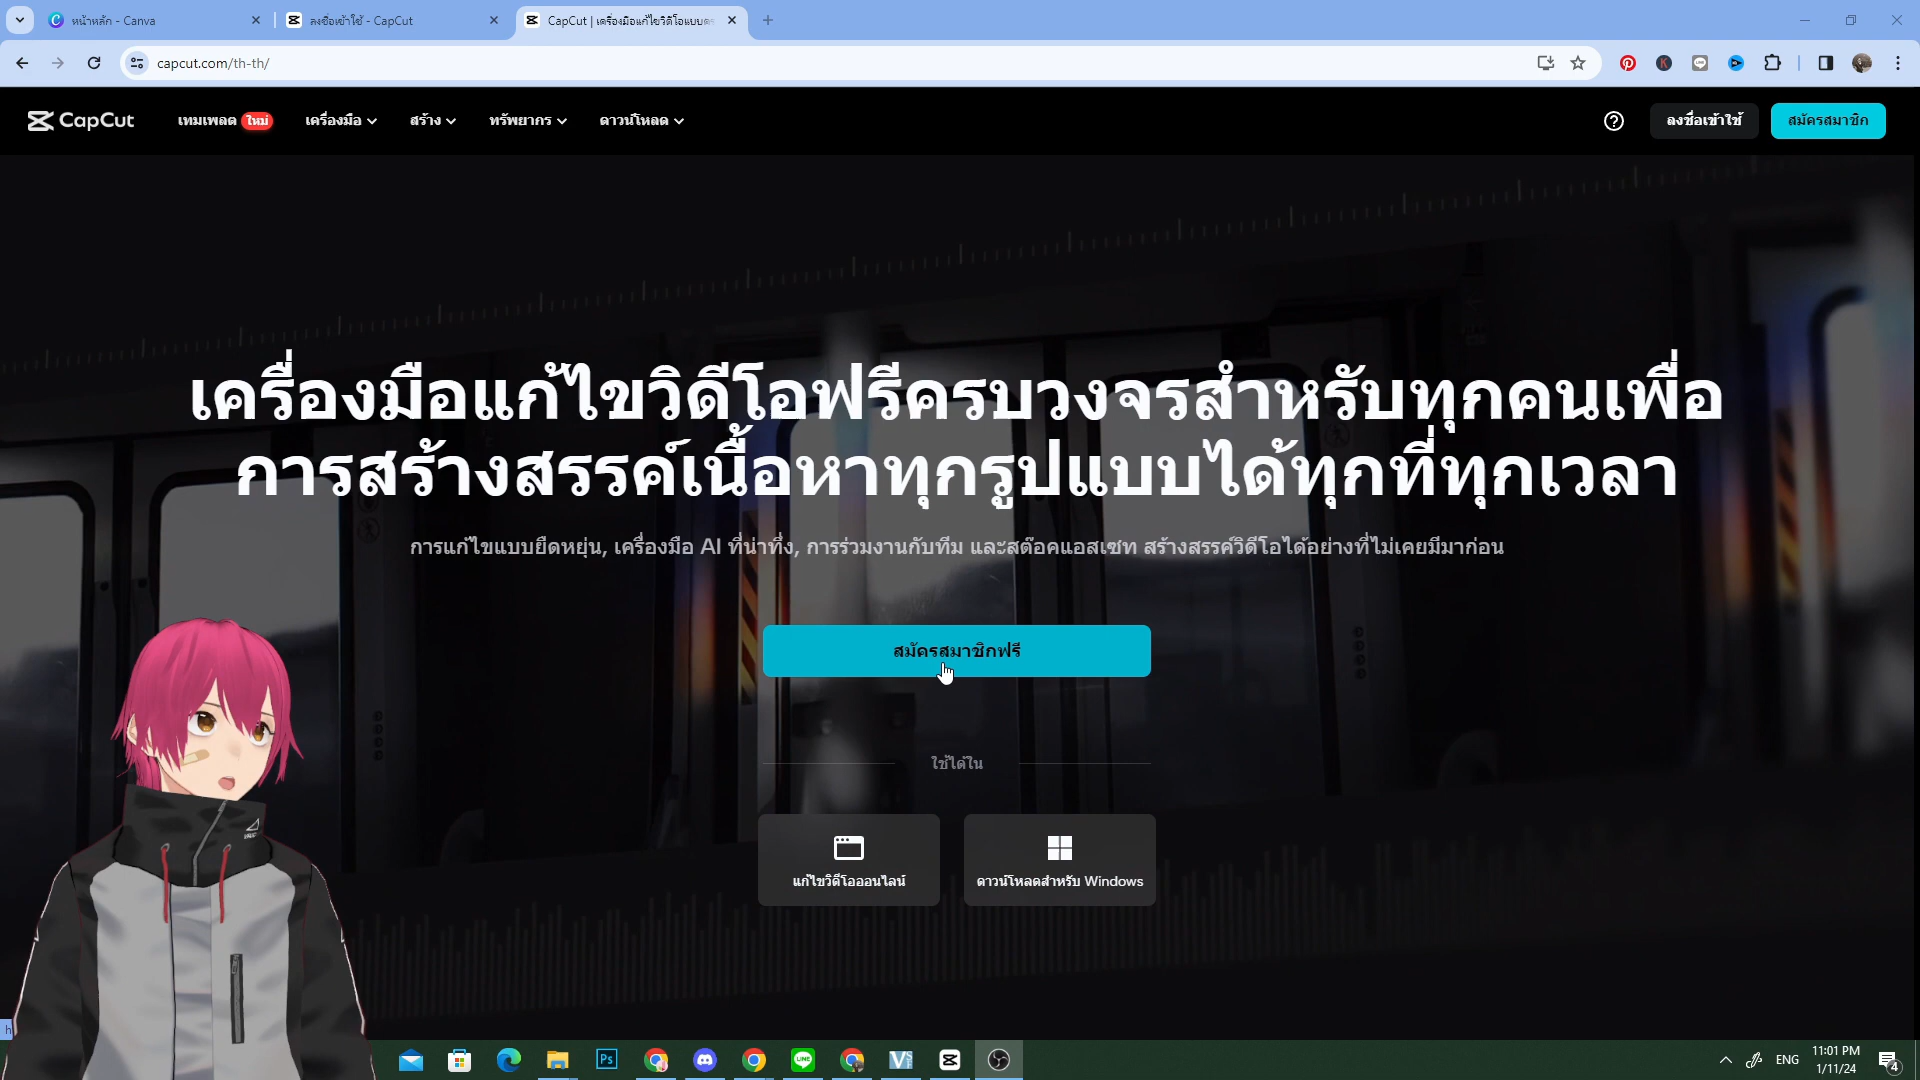 หน้าหลัก - Canva
ลงชื่อเข้าใช้ - CapCut
CapCut | เครื่องมือแก้ไขวิดีโอแบบคร
capcut.com/th-th/
CapCut
เทมเพลต ใหม่
เครื่องมือ
สร้าง
ทรัพยากร
ดาวน์โหลด
ลงชื่อเข้าใช้
สมัครสมาชิก
เครื่องมือแก้ไขวิดีโอฟรีครบวงจรสำหรับทุกคนเพื่อ
การสร้างสรรค์เนื้อหาทุกรูปแบบได้ทุกที่ทุกเวลา
การแก้ไขแบบยืดหยุ่น, เครื่องมือ AI ที่น่าทึ่ง, การร่วมงานกับทีม และสต๊อคแอสเซท สร้างสรรค์วิดีโอได้อย่างที่ไม่เคยมีมาก่อน
สมัครสมาชิกฟรี
ใช้ได้ใน
แก้ไขวิดีโอออนไลน์
ดาวน์โหลดสำหรับ Windows
h
Ps
LINE
ENG
11:01 PM
1/11/24
4